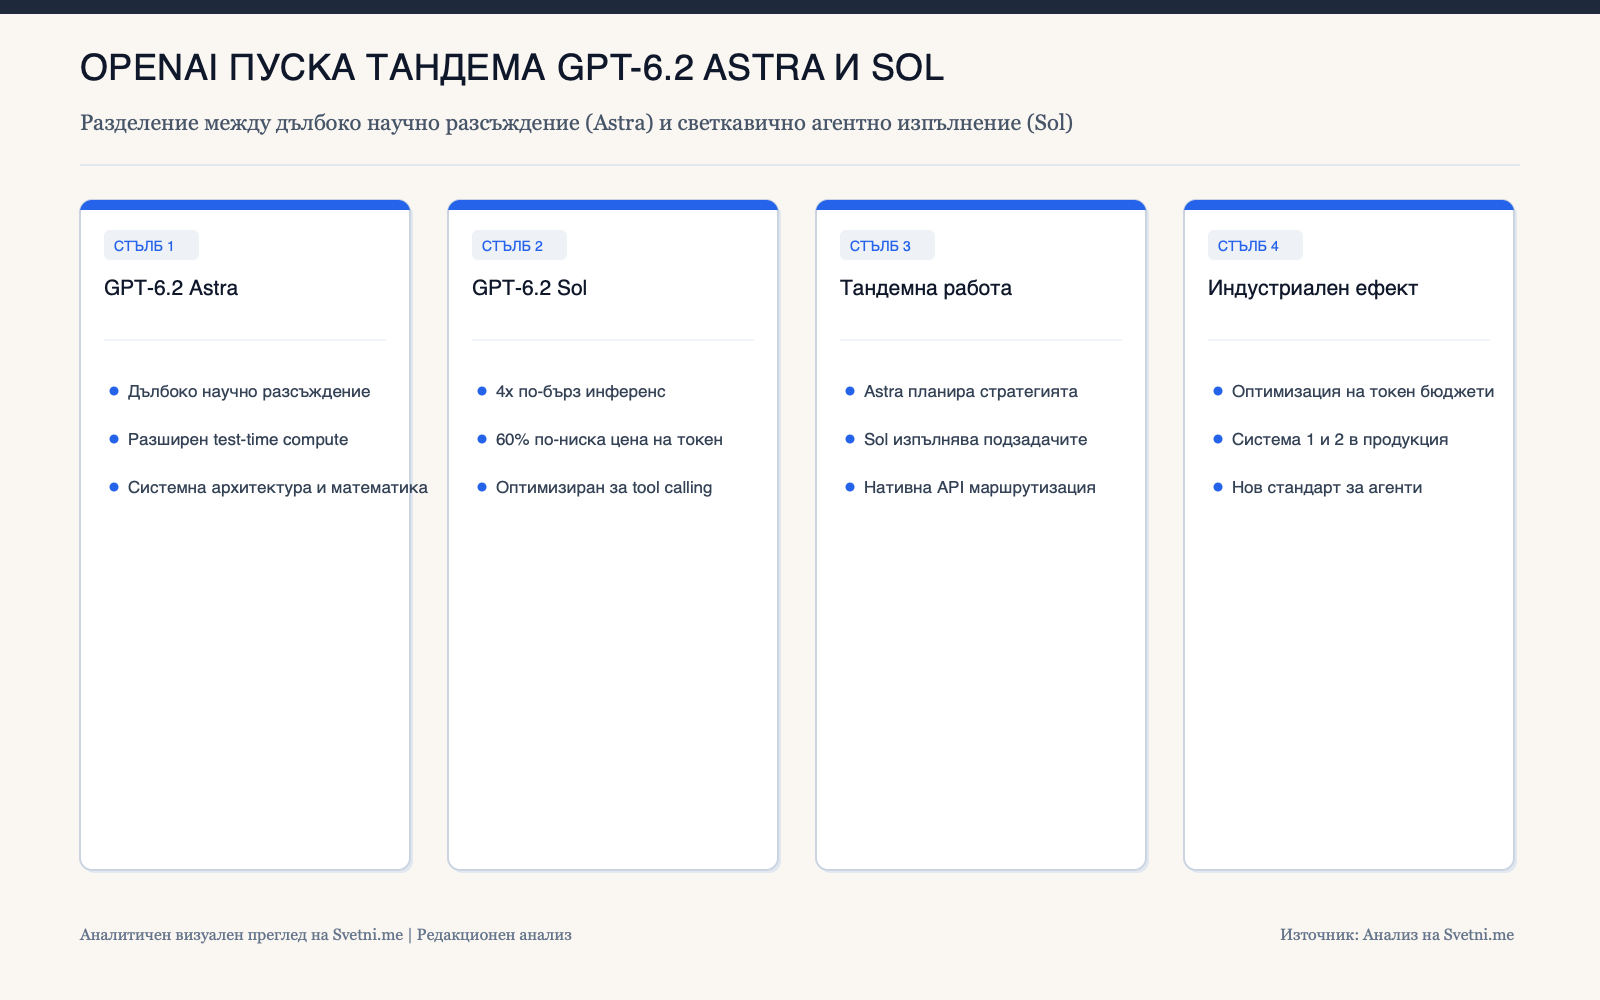 OPENAI ПУСКА ТАНДЕМА GPT-6.2 ASTRA И SOL
Разделение между дълбоко научно разсъждение (Astra) и светкавично агентно изпълнение (Sol)
СТЪЛБ 1
GPT-6.2 Astra
Дълбоко научно разсъждение
Разширен test-time compute
Системна архитектура и математика
СТЪЛБ 2
GPT-6.2 Sol
4x по-бърз инференс
60% по-ниска цена на токен
Оптимизиран за tool calling
СТЪЛБ 3
Тандемна работа
Astra планира стратегията
Sol изпълнява подзадачите
Нативна API маршрутизация
СТЪЛБ 4
Индустриален ефект
Оптимизация на токен бюджети
Система 1 и 2 в продукция
Нов стандарт за агенти
Аналитичен визуален преглед на Svetni.me | Редакционен анализ
Източник: Анализ на Svetni.me